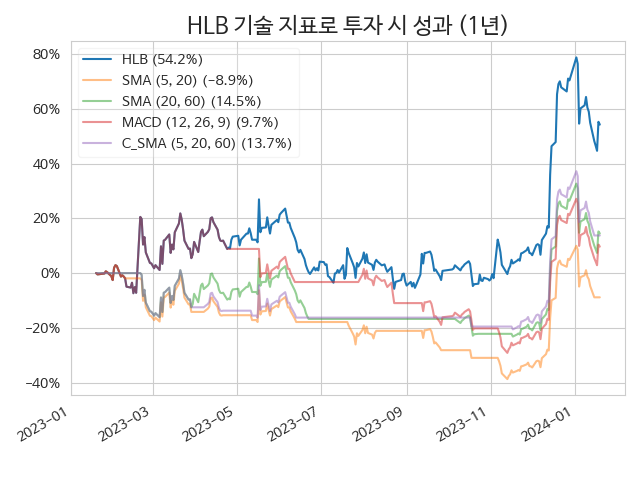 HLB 기술 지표로 투자 시 성과 (1년)
80%
60%
40%
20%
0%
−20%
−40%
HLB (54.2%)
SMA (5, 20) (−8.9%)
SMA (20, 60) (14.5%)
MACD (12, 26, 9) (9.7%)
C_SMA (5, 20, 60) (13.7%)
2023−01
2023−03
2023−05
2023−07
2023−09
2023−11
2024−01